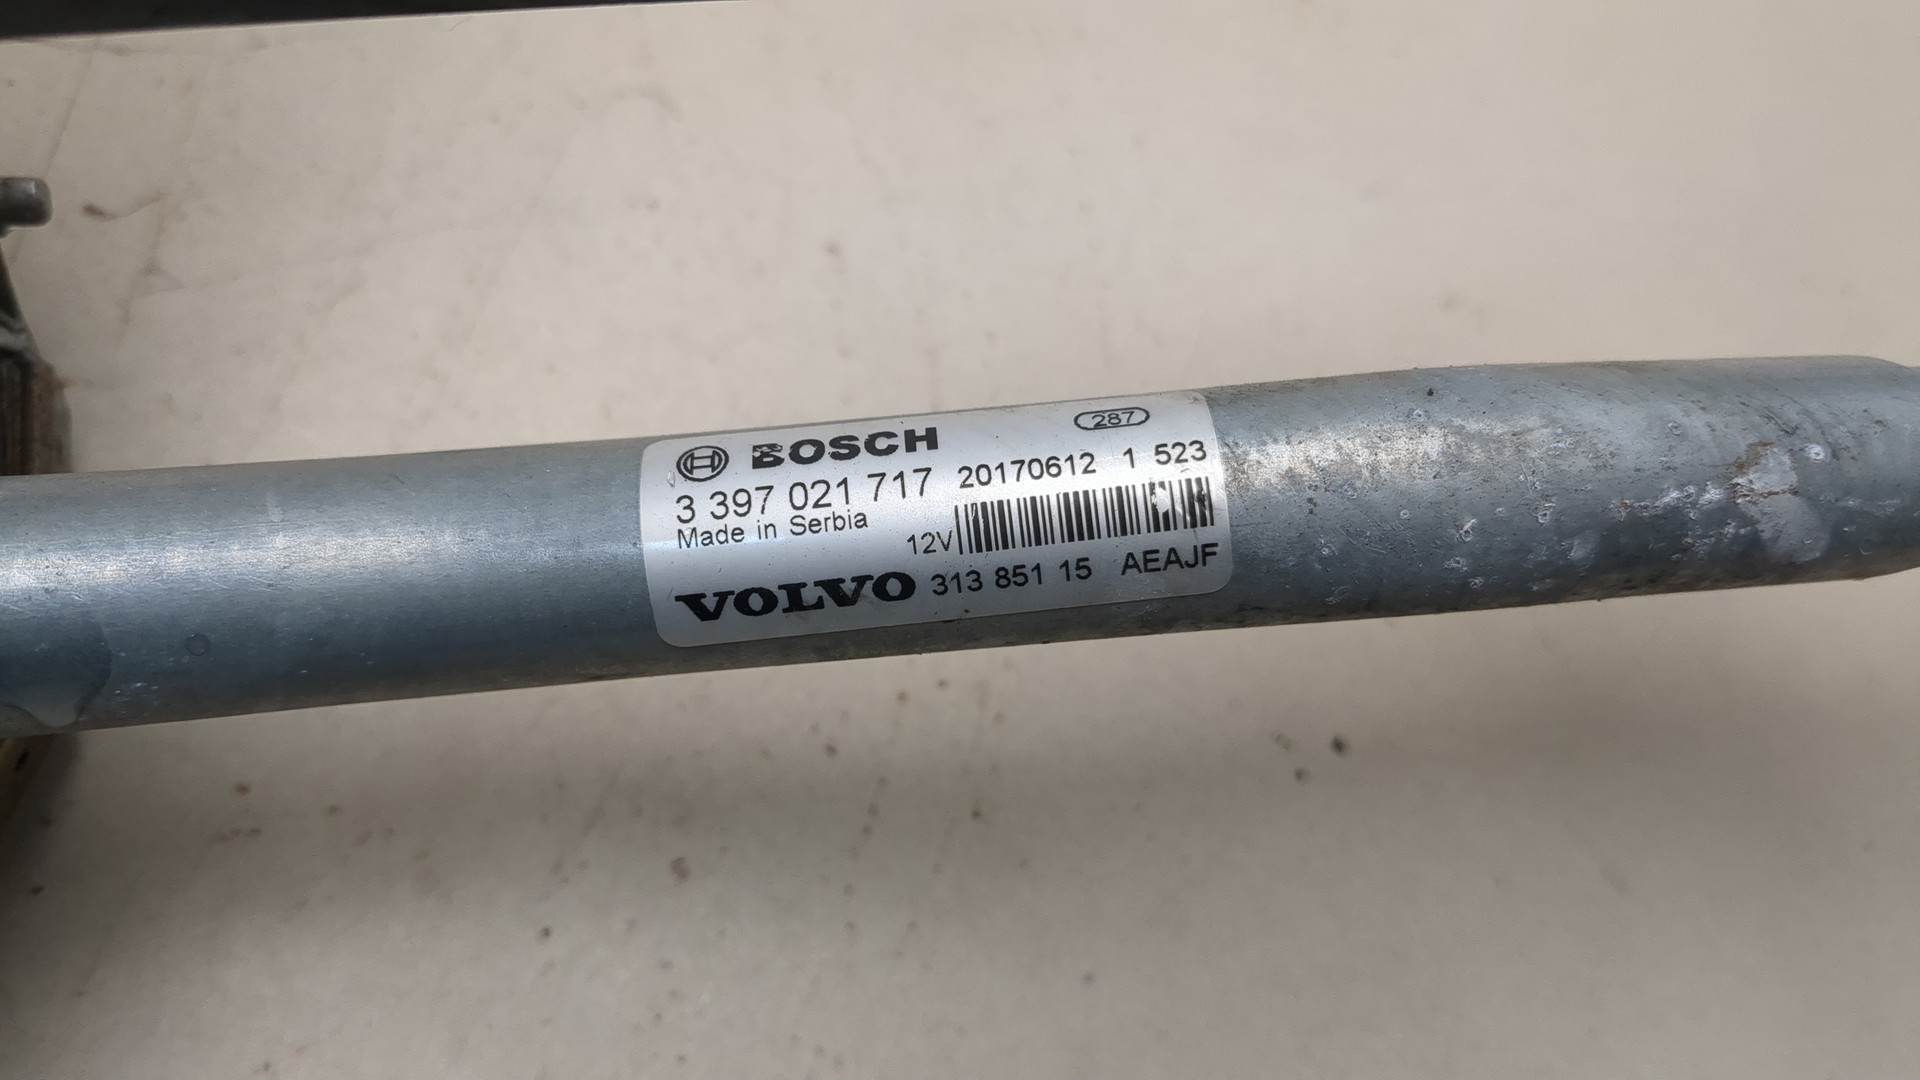 287
BOSCH
3 397 021 717 20170612 1 523
Made in Serbia
12V
VOLVO 313 851 15 AEAJF